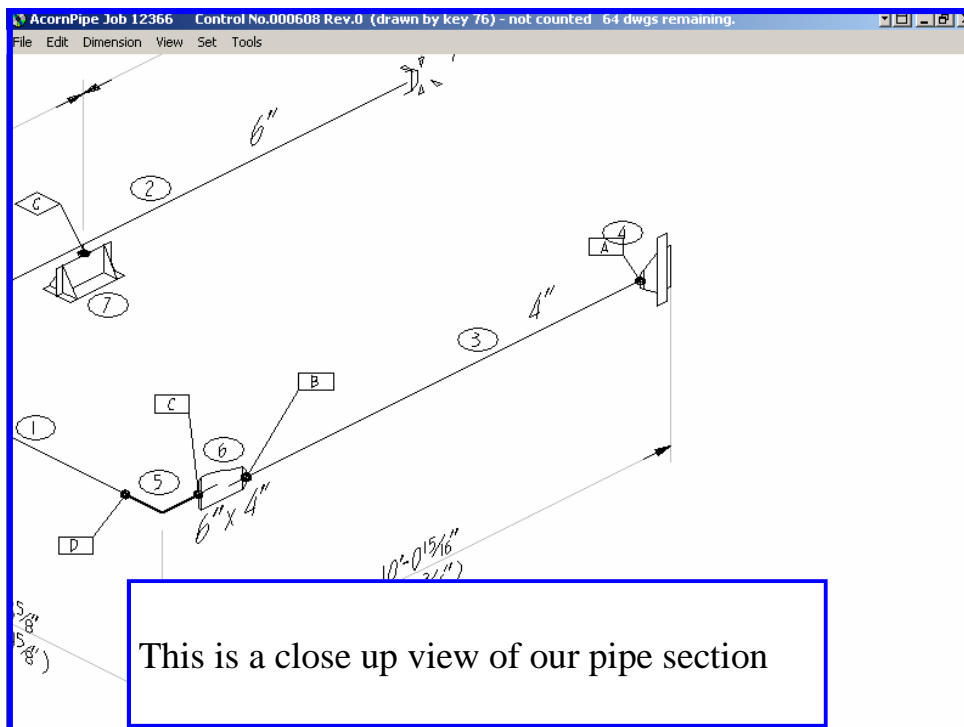 AcornPipe Job 12366 Control No.000608 Rev.0 (drawn by key 76) - not counted 64 dwgs remaining.
File Edit Dimension View Set Tools
6"
2
G
7
4
A
4"
3
B
C
1
6
5
6" x 4"
D
10'-0 15/16"
5/8"
This is a close up view of our pipe section